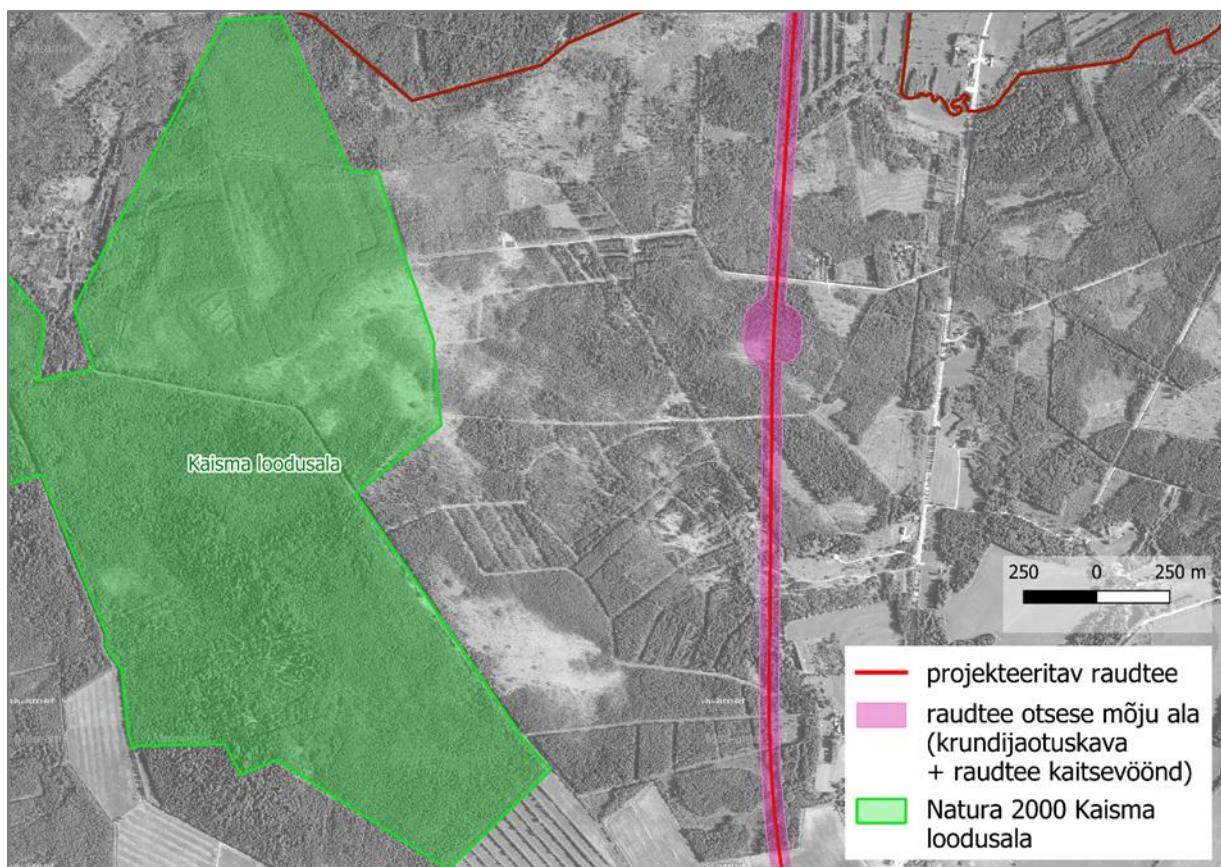 Kaisma loodusala
250 0 250 m
projekteeritav raudtee
raudtee otsese mõju ala
(krundijaotuskava
+ raudtee kaitsevöönd)
Natura 2000 Kaisma
loodusala